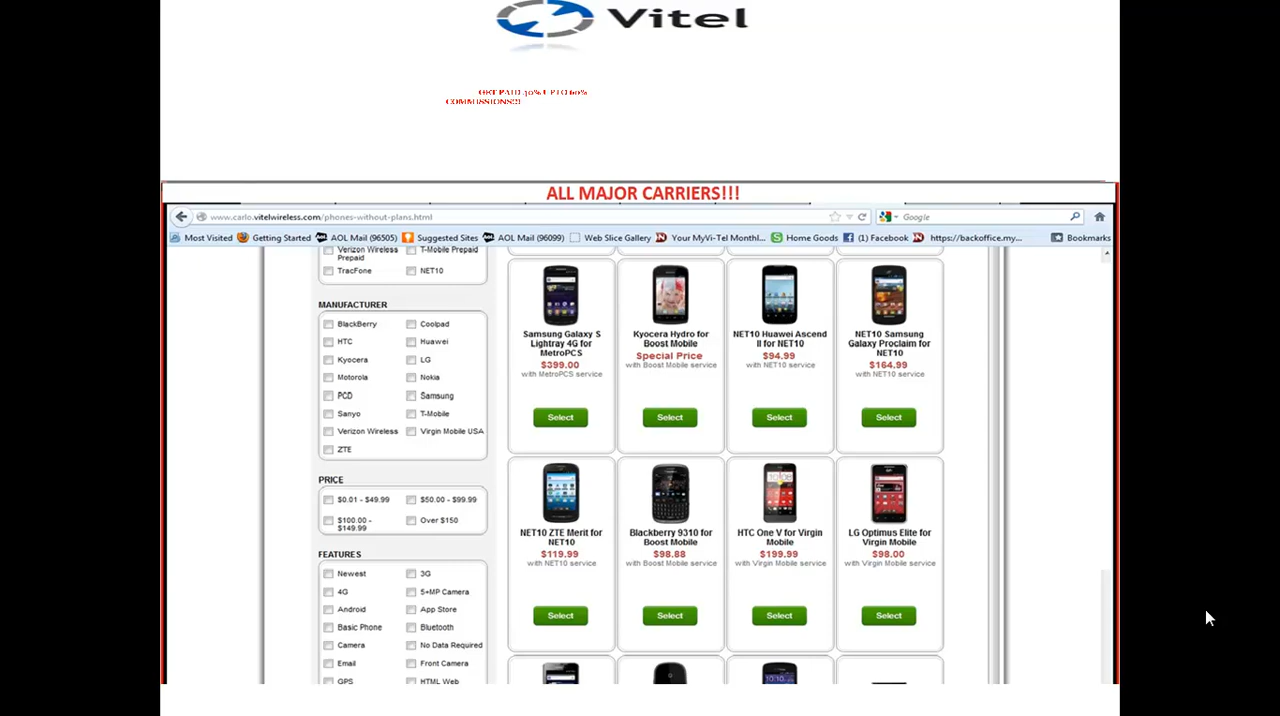 Vitel
GET PAID 40% UPTO 60%
COMMISSIONS!!!
ALL MAJOR CARRIERS!!!
www.carlo.vitelwireless.com/phones-without-plans.html
Google
Most Visited Getting Started AOL Mail (96505) Suggested Sites AOL Mail (96099) Web Slice Gallery Your MyVi-Tel Monthl... Home Goods (1) Facebook https://backoffice.my... Bookmarks
Verizon Wireless Prepaid T-Mobile Prepaid
TracFone NET10
MANUFACTURER
BlackBerry Coolpad
HTC Huawei
Kyocera LG
Motorola Nokia
PCD Samsung
Sanyo T-Mobile
Verizon Wireless Virgin Mobile USA
ZTE
PRICE
$0.01 - $49.99 $50.00 - $99.99
$100.00 - $149.99 Over $150
FEATURES
Newest 3G
4G 5+MP Camera
Android App Store
Basic Phone Bluetooth
Camera No Data Required
Email Front Camera
GPS HTML Web
Samsung Galaxy S
Lightray 4G for
MetroPCS
$399.00
with MetroPCS service
Select
Kyocera Hydro for
Boost Mobile
Special Price
with Boost Mobile service
Select
NET10 Huawei Ascend
II for NET10
$94.99
with NET10 service
Select
NET10 Samsung
Galaxy Proclaim for
NET10
$164.99
with NET10 service
Select
NET10 ZTE Merit for
NET10
$119.99
with NET10 service
Select
Blackberry 9310 for
Boost Mobile
$98.88
with Boost Mobile service
Select
HTC One V for Virgin
Mobile
$199.99
with Virgin Mobile service
Select
LG Optimus Elite for
Virgin Mobile
$98.00
with Virgin Mobile service
Select